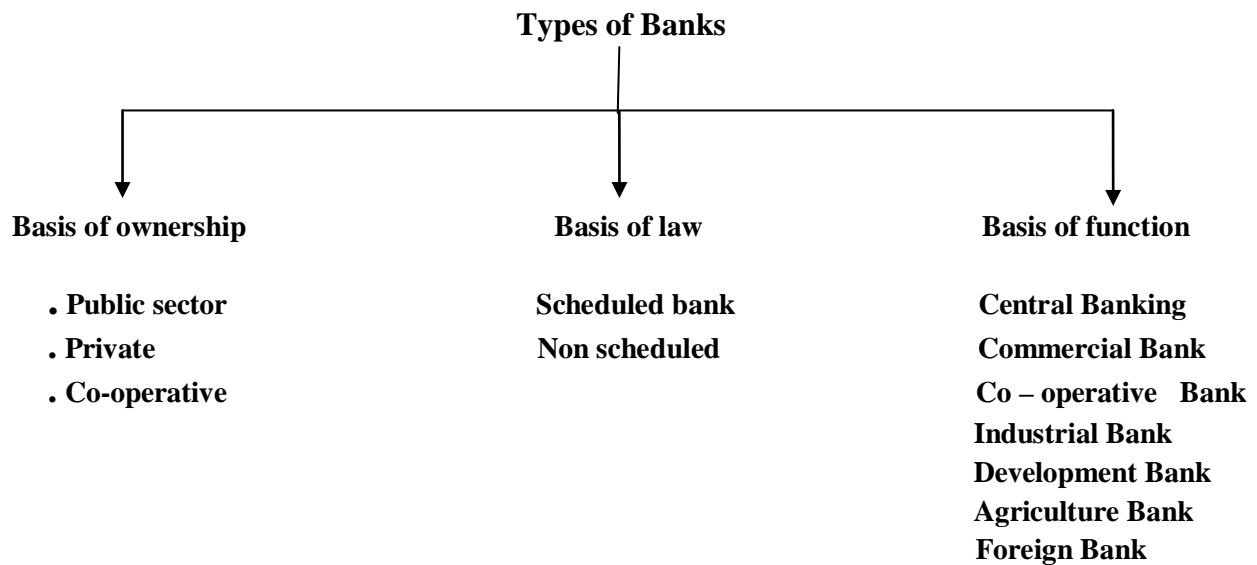 Types of Banks
Basis of ownership
. Public sector
. Private
. Co-operative
Basis of law
Scheduled bank
Non scheduled
Basis of function
Central Banking
Commercial Bank
Co – operative Bank
Industrial Bank
Development Bank
Agriculture Bank
Foreign Bank